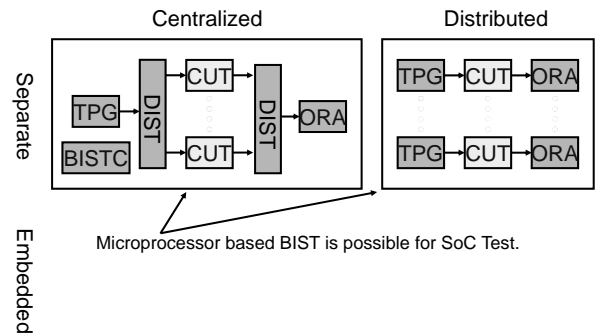 Centralized
Distributed
Separate
TPG
BISTC
DIST
CUT
CUT
DIST
ORA
TPG
CUT
ORA
TPG
CUT
ORA
Embedded
Microprocessor based BIST is possible for SoC Test.